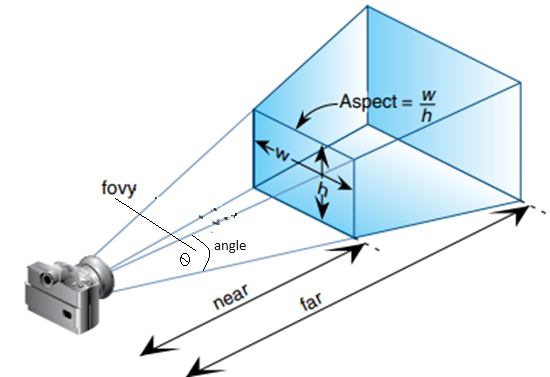 Aspect = w
h
w
h
fovy
angle
θ
near
far